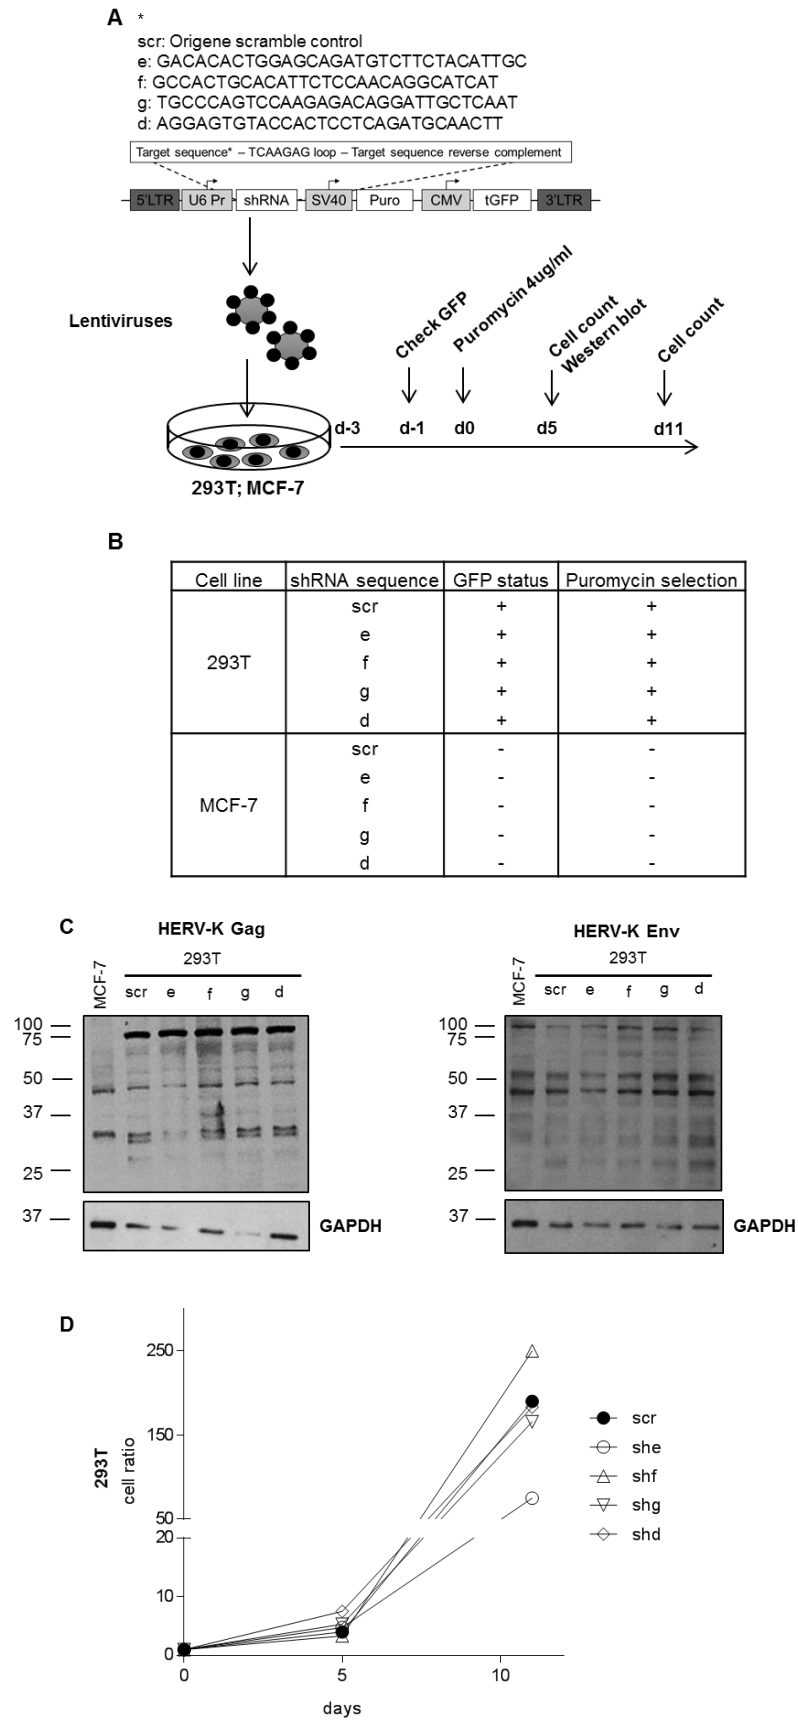 A
*
scr: Origene scramble control
e: GACACACTGGAGCAGATGTCTTCTACATTGC
f: GCCACTGCACATTCTCCAACAGGCATCAT
g: TGCCCAGTCCAAGAGACAGGATTGCTCAAT
d: AGGAGTGTACCACTCCTCAGATGCAACTT
Target sequence* – TCAAGAG loop – Target sequence reverse complement
5'LTR U6 Pr shRNA SV40 Puro CMV tGFP 3'LTR
Lentiviruses
Check GFP
Puromycin 4ug/ml
Cell count
Western blot
Cell count
d-3 d-1 d0 d5 d11
293T; MCF-7
B
Cell line shRNA sequence GFP status Puromycin selection
293T
scr + +
e + +
f + +
g + +
d + +
MCF-7
scr - -
e - -
f - -
g - -
d - -
C
HERV-K Gag
293T
MCF-7 scr e f g d
100
75
50
37
25
37
GAPDH
HERV-K Env
293T
MCF-7 scr e f g d
100
75
50
37
25
37
GAPDH
D
293T
cell ratio
250
150
50
20
10
0
0 5 10
days
scr
she
shf
shg
shd